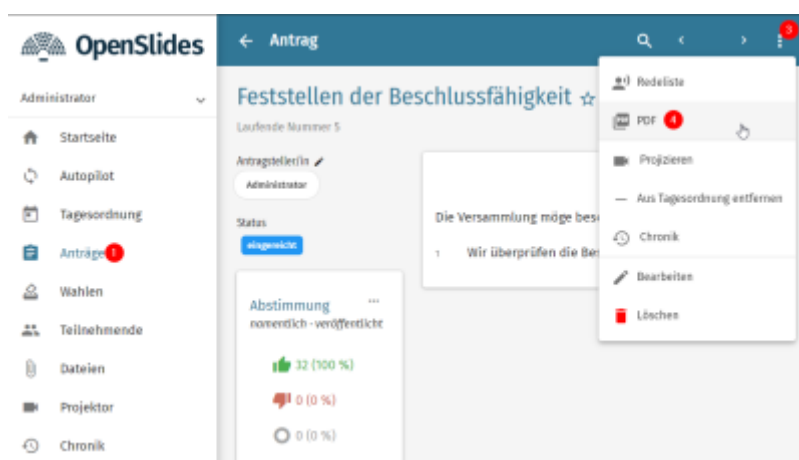 OpenSlides
Administrator
Startseite
Autopilot
Tagesordnung
Anträge 1
Wahlen
Teilnehmende
Dateien
Projektor
Chronik
← Antrag
3
Feststellen der Beschlussfähigkeit
Laufende Nummer 5
Antragsteller/in
Administrator
Status
eingereicht
Die Versammlung möge bes
1 Wir überprüfen die Be
Abstimmung ...
namentlich - veröffentlicht
32 (100 %)
0 (0 %)
0 (0 %)
Redeliste
PDF 4
Projizieren
Aus Tagesordnung entfernen
Chronik
Bearbeiten
Löschen